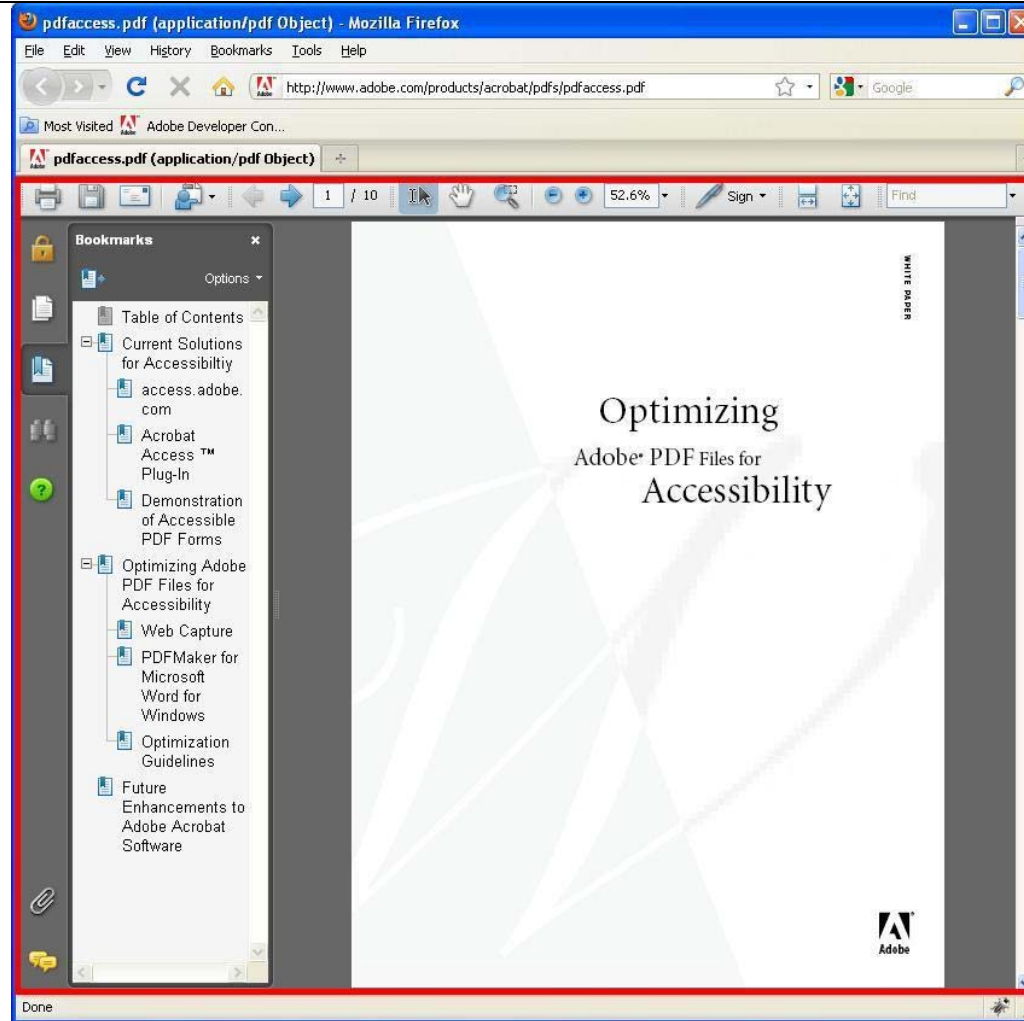 pdfaccess.pdf (application/pdf Object) - Mozilla Firefox
File Edit View History Bookmarks Tools Help
http://www.adobe.com/products/acrobat/pdfs/pdfaccess.pdf
Google
Most Visited Adobe Developer Con...
pdfaccess.pdf (application/pdf Object)
1 / 10 52.6% Sign Find
Bookmarks
Options
Table of Contents
Current Solutions
for Accessibiltiy
access.adobe.
com
Acrobat
Access ™
Plug-In
Demonstration
of Accessible
PDF Forms
Optimizing Adobe
PDF Files for
Accessibility
Web Capture
PDFMaker for
Microsoft
Word for
Windows
Optimization
Guidelines
Future
Enhancements to
Adobe Acrobat
Software
WHITE PAPER
Optimizing
Adobe® PDF Files for
Accessibility
Adobe
Done